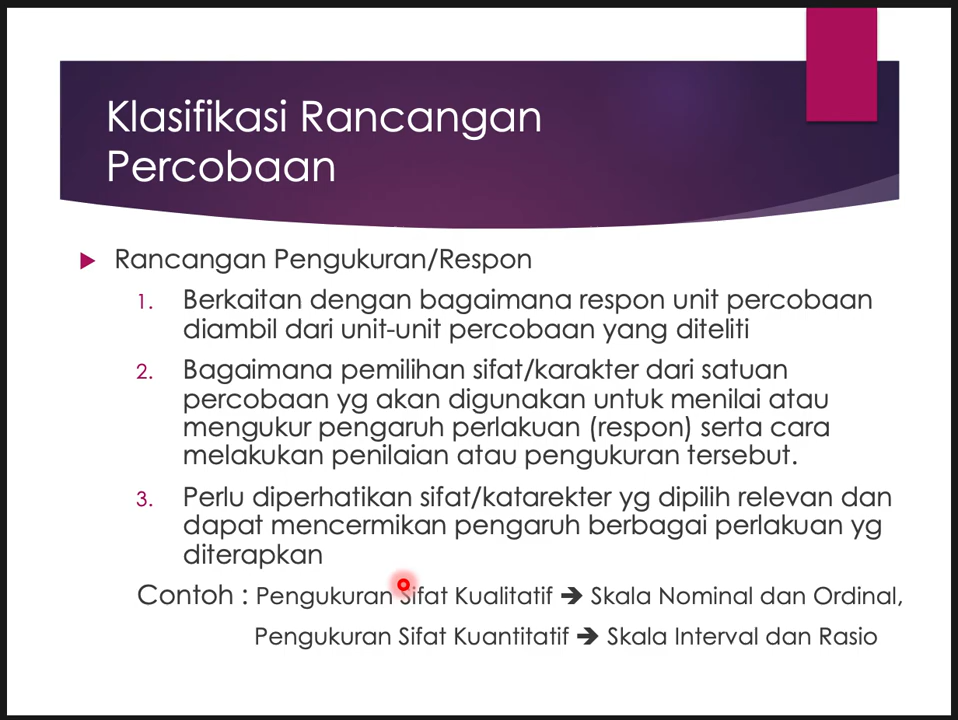 Klasifikasi Rancangan
Percobaan
Rancangan Pengukuran/Respon
1. Berkaitan dengan bagaimana respon unit percobaan
diambil dari unit-unit percobaan yang diteliti
2. Bagaimana pemilihan sifat/karakter dari satuan
percobaan yg akan digunakan untuk menilai atau
mengukur pengaruh perlakuan (respon) serta cara
melakukan penilaian atau pengukuran tersebut.
3. Perlu diperhatikan sifat/katarekter yg dipilih relevan dan
dapat mencermikan pengaruh berbagai perlakuan yg
diterapkan
Contoh : Pengukuran Sifat Kualitatif ➔ Skala Nominal dan Ordinal,
Pengukuran Sifat Kuantitatif ➔ Skala Interval dan Rasio